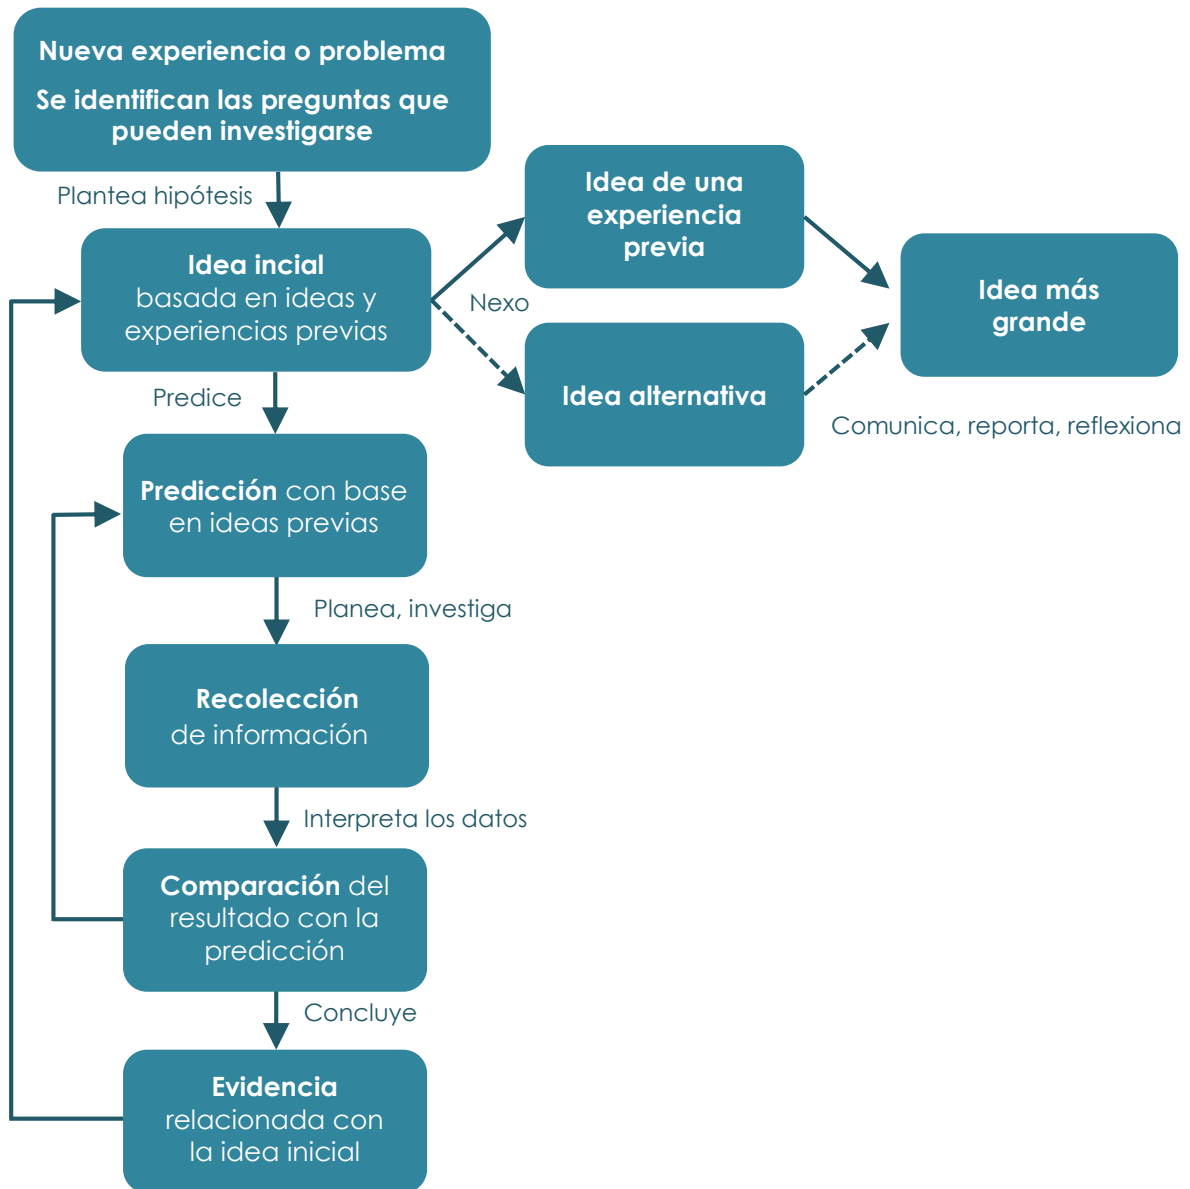 Nueva experiencia o problema
Se identifican las preguntas que
pueden investigarse
Plantea hipótesis
Idea incial
basada en ideas y
experiencias previas
Nexo
Idea de una
experiencia
previa
Idea alternativa
Idea más
grande
Comunica, reporta, reflexiona
Predice
Predicción con base
en ideas previas
Planea, investiga
Recolección
de información
Interpreta los datos
Comparación del
resultado con la
predicción
Concluye
Evidencia
relacionada con
la idea inicial